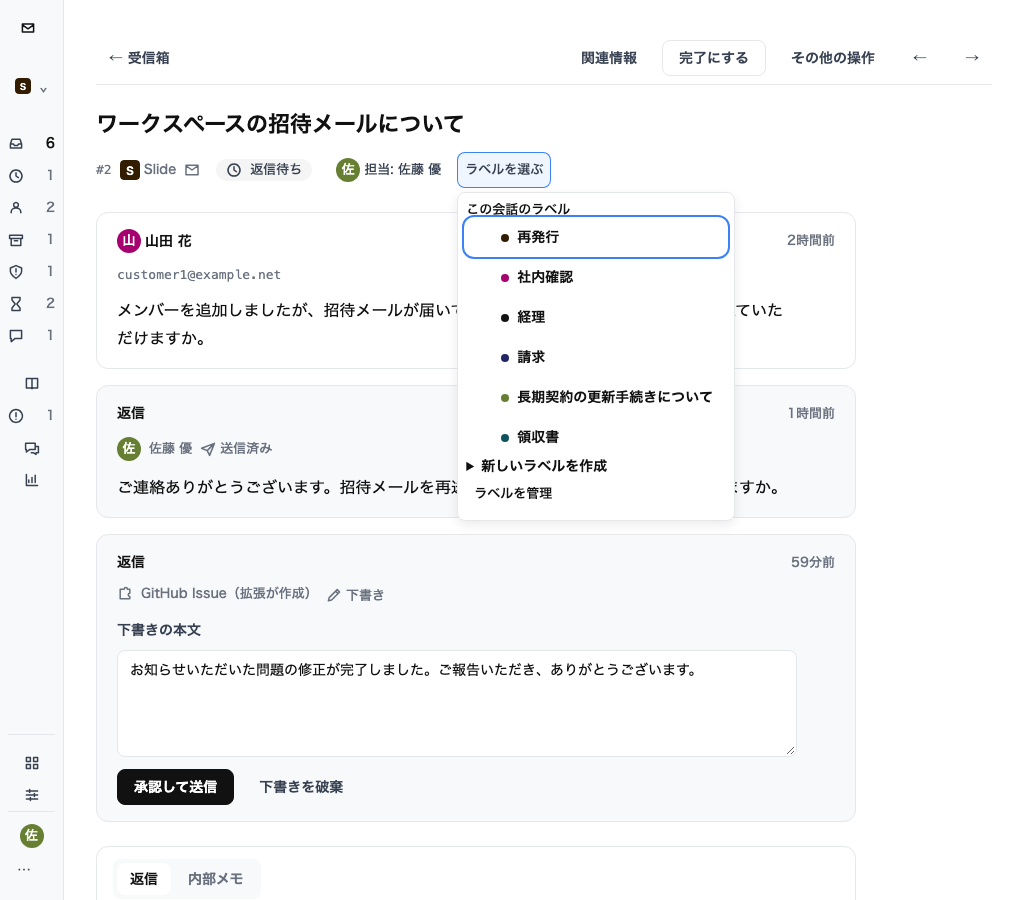 ← 受信箱
関連情報
完了にする
その他の操作
←
→
S
6
1
2
1
1
2
1
1
ワークスペースの招待メールについて
#2 S Slide 返信待ち 佐 担当: 佐藤 優 ラベルを選ぶ
この会話のラベル
再発行
社内確認
経理
請求
長期契約の更新手続きについて
領収書
▶ 新しいラベルを作成
ラベルを管理
山 山田 花
2時間前
customer1@example.net
メンバーを追加しましたが、招待メールが届いて
ていた
だけますか。
返信
1時間前
佐 佐藤 優 送信済み
ご連絡ありがとうございます。招待メールを再
ますか。
返信
59分前
GitHub Issue（拡張が作成） 下書き
下書きの本文
お知らせいただいた問題の修正が完了しました。ご報告いただき、ありがとうございます。
承認して送信
下書きを破棄
返信
内部メモ
佐
…